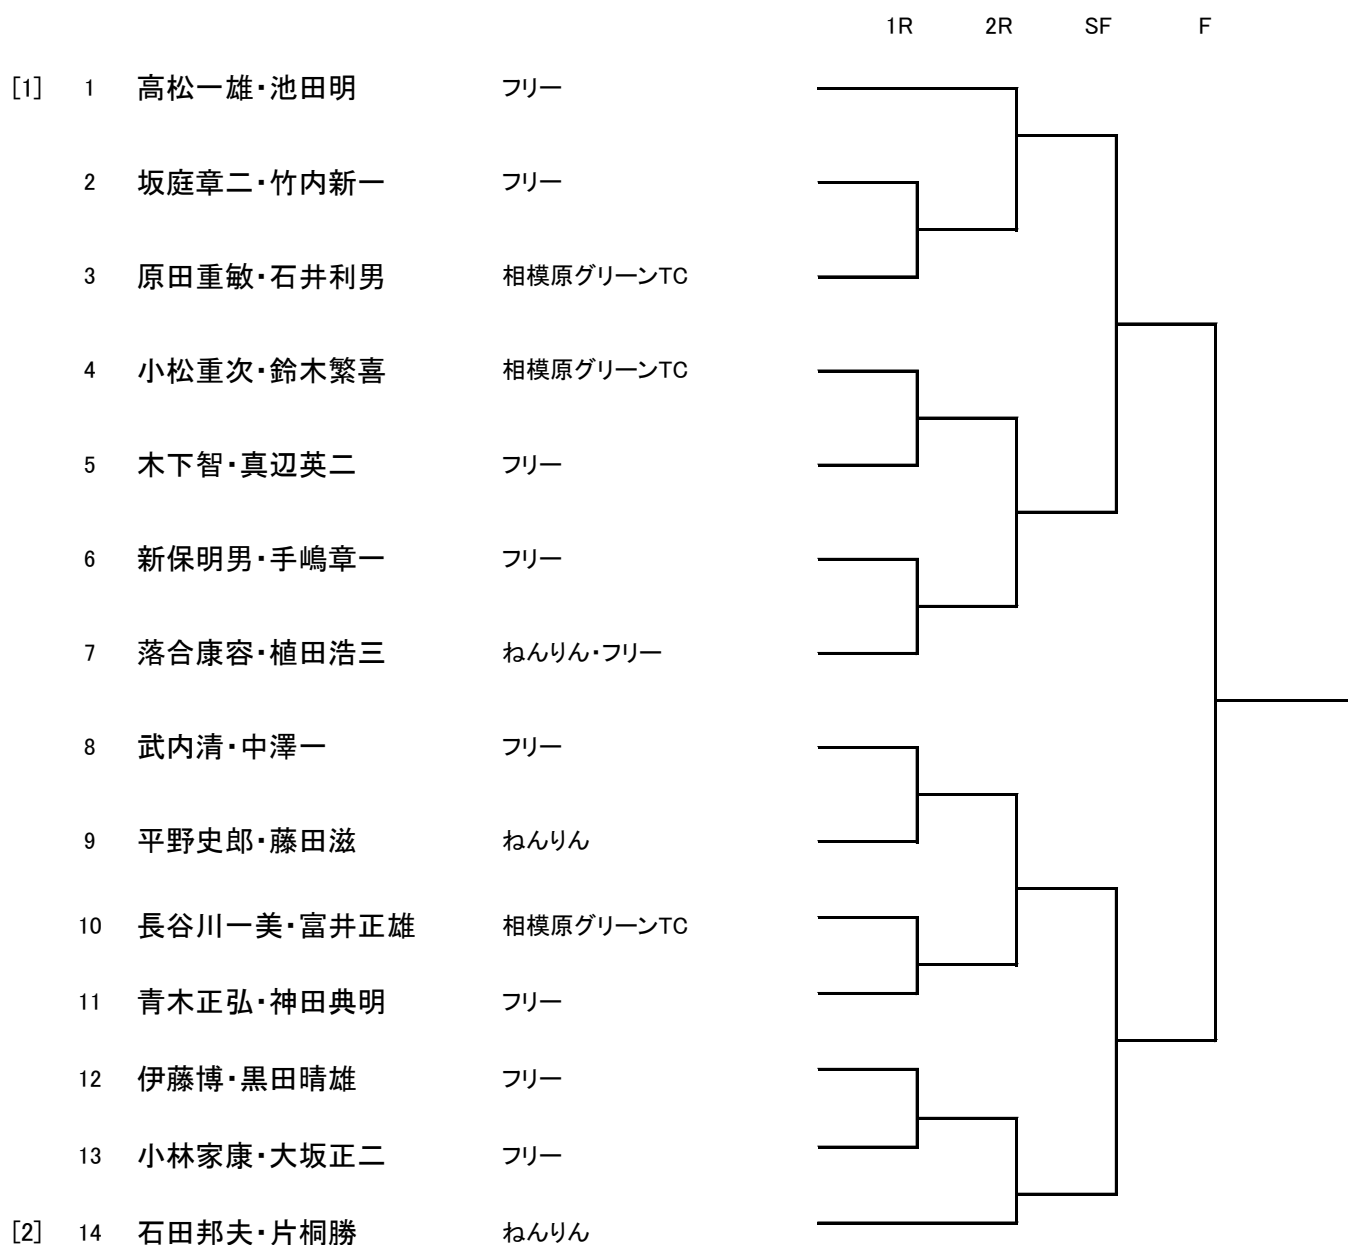 1R 2R SF F
[1] 1 高松一雄・池田明 フリー
2 坂庭章二・竹内新一 フリー
3 原田重敏・石井利男 相模原グリーンTC
4 小松重次・鈴木繁喜 相模原グリーンTC
5 木下智・真辺英二 フリー
6 新保明男・手嶋章一 フリー
7 落合康容・植田浩三 ねんりん・フリー
8 武内清・中澤一 フリー
9 平野史郎・藤田滋 ねんりん
10 長谷川一美・富井正雄 相模原グリーンTC
11 青木正弘・神田典明 フリー
12 伊藤博・黒田晴雄 フリー
13 小林家康・大坂正二 フリー
[2] 14 石田邦夫・片桐勝 ねんりん